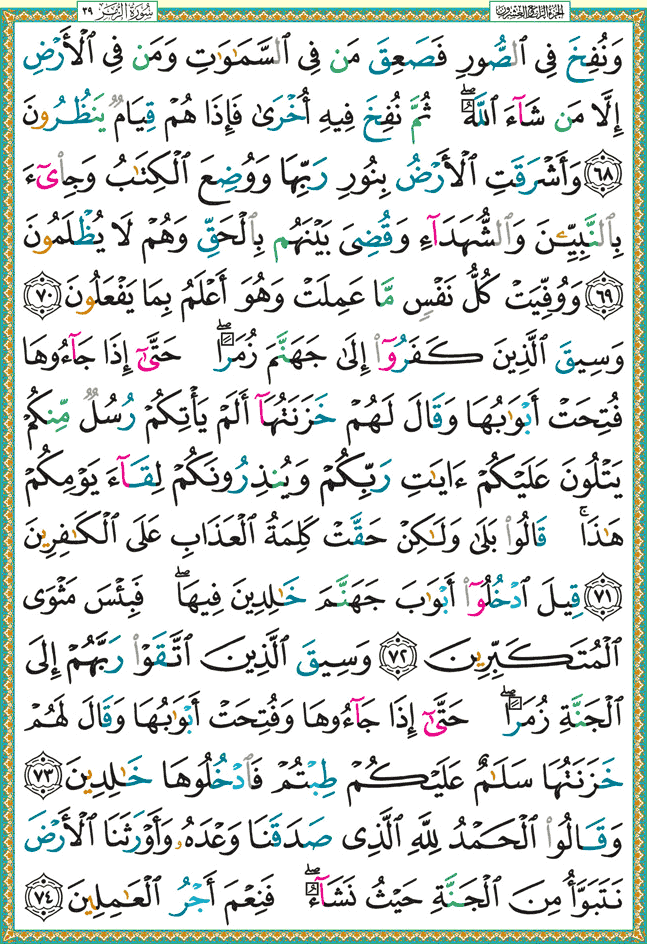 سُورَةُ الزُّمَر ٣٩ الجزء الرابع والعشرون
وَنُفِخَ فِي ٱلصُّورِ فَصَعِقَ مَن فِي ٱلسَّمَٰوَٰتِ وَمَن فِي ٱلْأَرْضِ
إِلَّا مَن شَآءَ ٱللَّهُ ۖ ثُمَّ نُفِخَ فِيهِ أُخْرَىٰ فَإِذَا هُمْ قِيَامٌ يَنظُرُونَ
﴿٦٨﴾ وَأَشْرَقَتِ ٱلْأَرْضُ بِنُورِ رَبِّهَا وَوُضِعَ ٱلْكِتَٰبُ وَجِا۟ىٓءَ
بِٱلنَّبِيِّـۧنَ وَٱلشُّهَدَآءِ وَقُضِيَ بَيْنَهُم بِٱلْحَقِّ وَهُمْ لَا يُظْلَمُونَ
﴿٦٩﴾ وَوُفِّيَتْ كُلُّ نَفْسٍ مَّا عَمِلَتْ وَهُوَ أَعْلَمُ بِمَا يَفْعَلُونَ ﴿٧٠﴾
وَسِيقَ ٱلَّذِينَ كَفَرُوٓا۟ إِلَىٰ جَهَنَّمَ زُمَرًا ۖ حَتَّىٰٓ إِذَا جَآءُوهَا
فُتِحَتْ أَبْوَٰبُهَا وَقَالَ لَهُمْ خَزَنَتُهَآ أَلَمْ يَأْتِكُمْ رُسُلٌ مِّنكُمْ
يَتْلُونَ عَلَيْكُمْ ءَايَٰتِ رَبِّكُمْ وَيُنذِرُونَكُمْ لِقَآءَ يَوْمِكُمْ
هَٰذَا ۚ قَالُوا۟ بَلَىٰ وَلَٰكِنْ حَقَّتْ كَلِمَةُ ٱلْعَذَابِ عَلَى ٱلْكَٰفِرِينَ
﴿٧١﴾ قِيلَ ٱدْخُلُوٓا۟ أَبْوَٰبَ جَهَنَّمَ خَٰلِدِينَ فِيهَا ۖ فَبِئْسَ مَثْوَى
ٱلْمُتَكَبِّرِينَ ﴿٧٢﴾ وَسِيقَ ٱلَّذِينَ ٱتَّقَوْا۟ رَبَّهُمْ إِلَى
ٱلْجَنَّةِ زُمَرًا ۖ حَتَّىٰٓ إِذَا جَآءُوهَا وَفُتِحَتْ أَبْوَٰبُهَا وَقَالَ لَهُمْ
خَزَنَتُهَا سَلَٰمٌ عَلَيْكُمْ طِبْتُمْ فَٱدْخُلُوهَا خَٰلِدِينَ ﴿٧٣﴾
وَقَالُوا۟ ٱلْحَمْدُ لِلَّهِ ٱلَّذِي صَدَقَنَا وَعْدَهُۥ وَأَوْرَثَنَا ٱلْأَرْضَ
نَتَبَوَّأُ مِنَ ٱلْجَنَّةِ حَيْثُ نَشَآءُ ۖ فَنِعْمَ أَجْرُ ٱلْعَٰمِلِينَ ﴿٧٤﴾